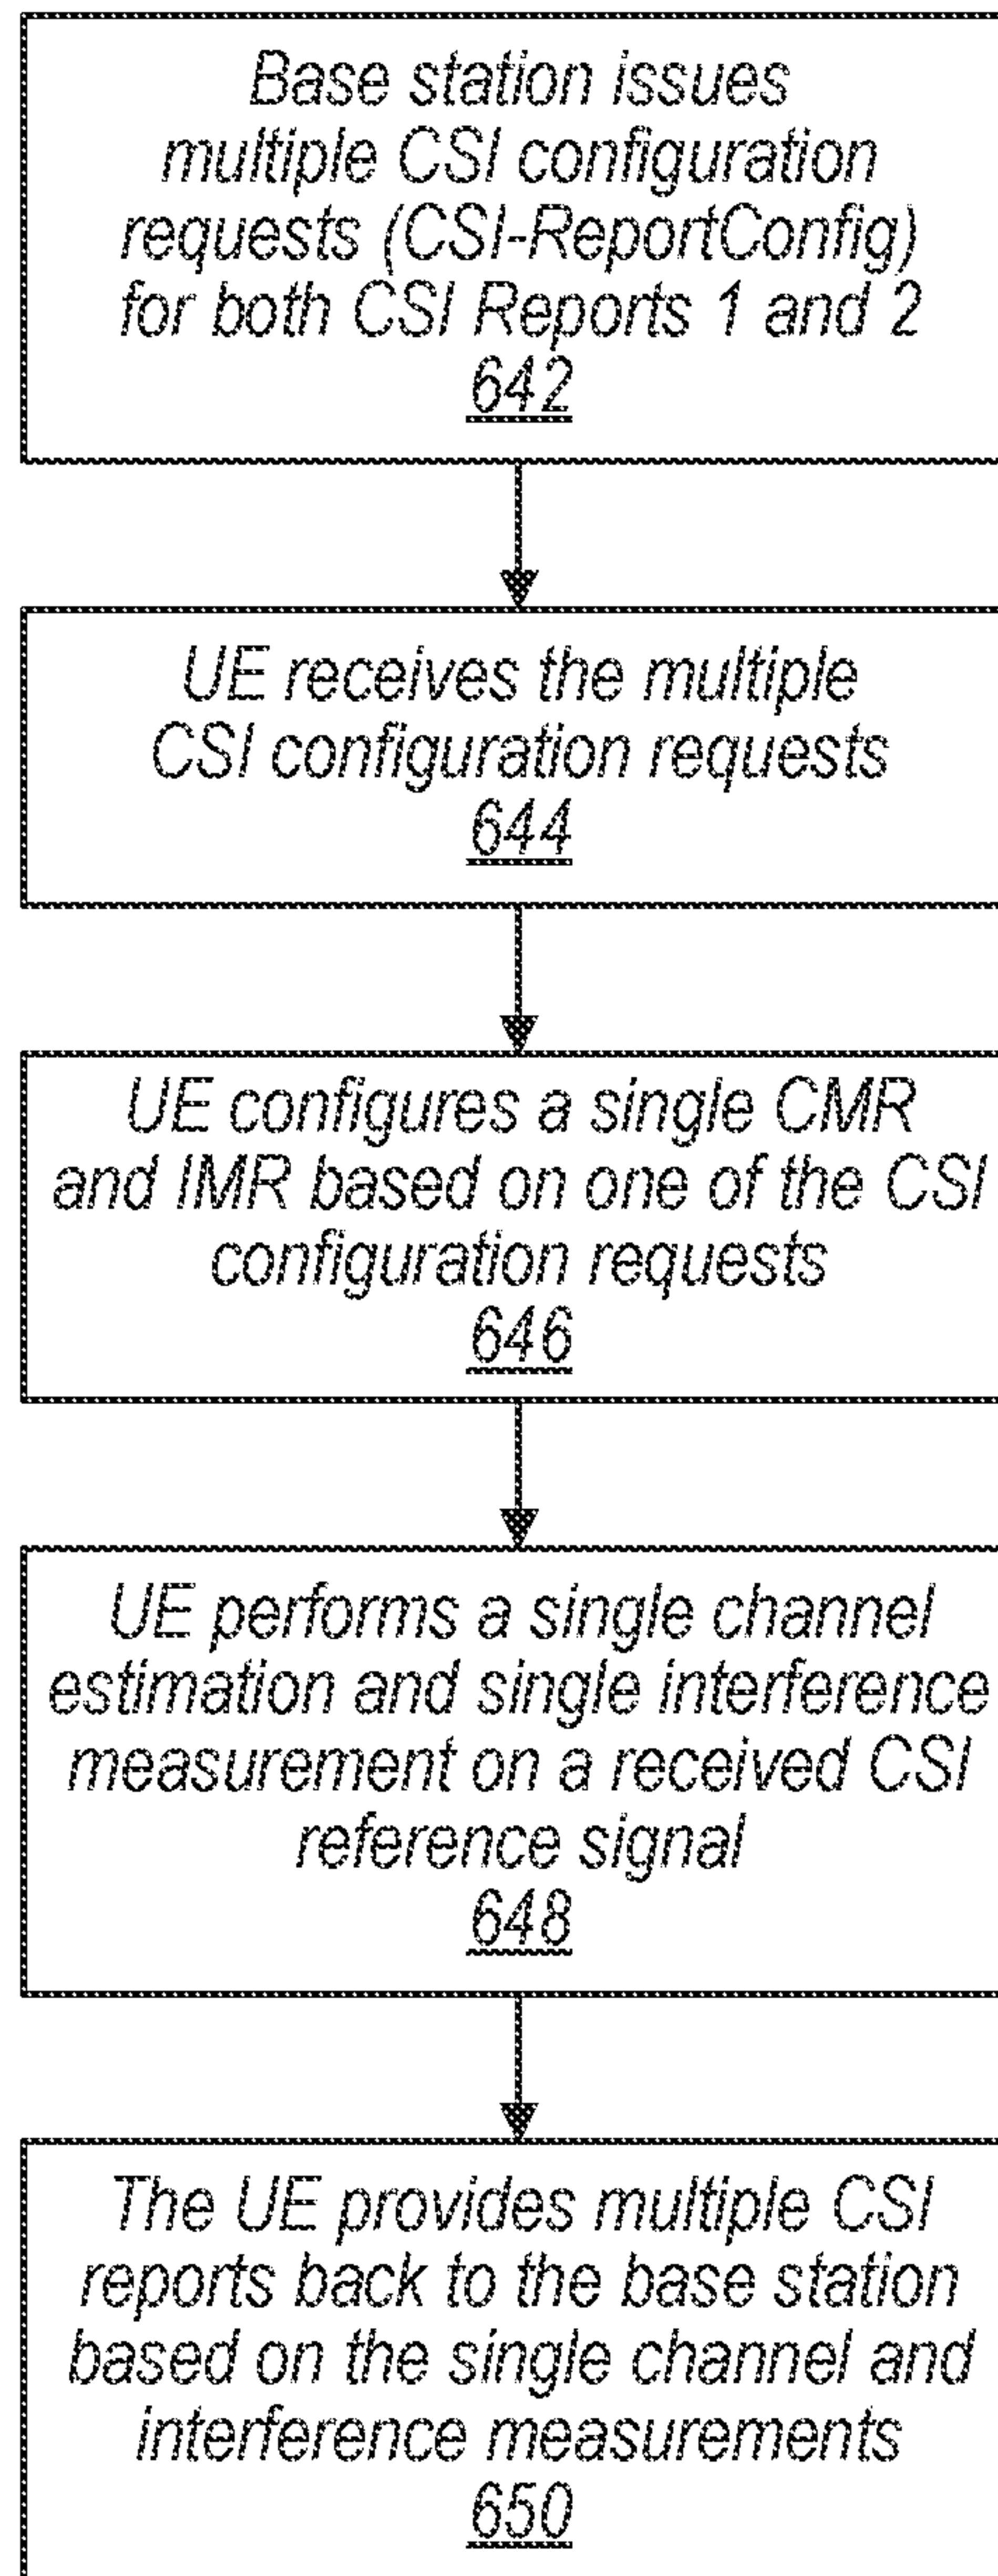 Base station issues
multiple CSI configuration
requests (CSI-ReportConfig)
for both CSI Reports 1 and 2
642
UE receives the multiple
CSI configuration requests
644
UE configures a single CMR
and IMR based on one of the CSI
configuration requests
646
UE performs a single channel
estimation and single interference
measurement on a received CSI
reference signal
648
The UE provides multiple CSI
reports back to the base station
based on the single channel and
interference measurements
650